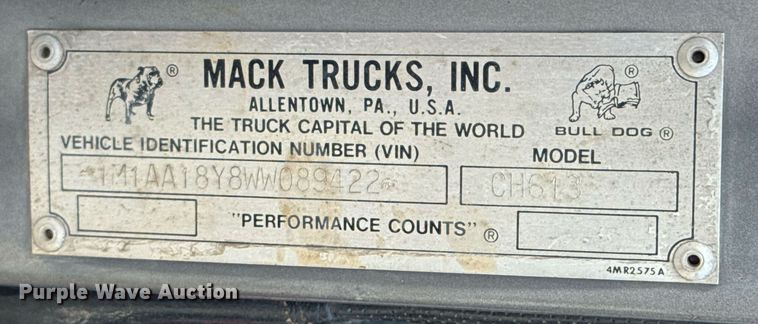 MACK TRUCKS, INC.
ALLENTOWN, PA., U.S.A.
THE TRUCK CAPITAL OF THE WORLD
®
®
BULL DOG ®
VEHICLE IDENTIFICATION NUMBER (VIN)
MODEL
*1M1AA18Y8WW089422*
CH613
"PERFORMANCE COUNTS" ®
4MR2575A
Purple Wave Auction